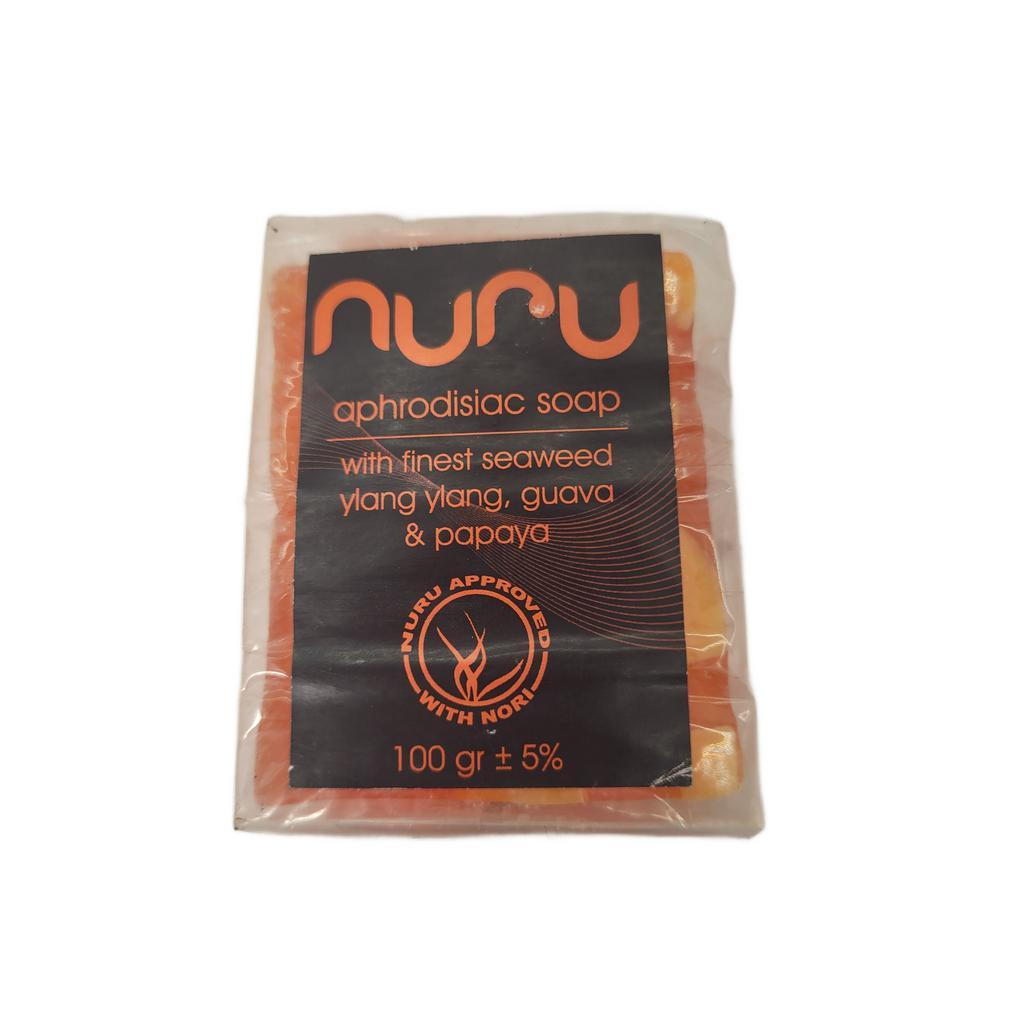 nuru
aphrodisiac soap
with finest seaweed
ylang ylang, guava
& papaya
NURU APPROVED
WITH NORI
100 gr ± 5%